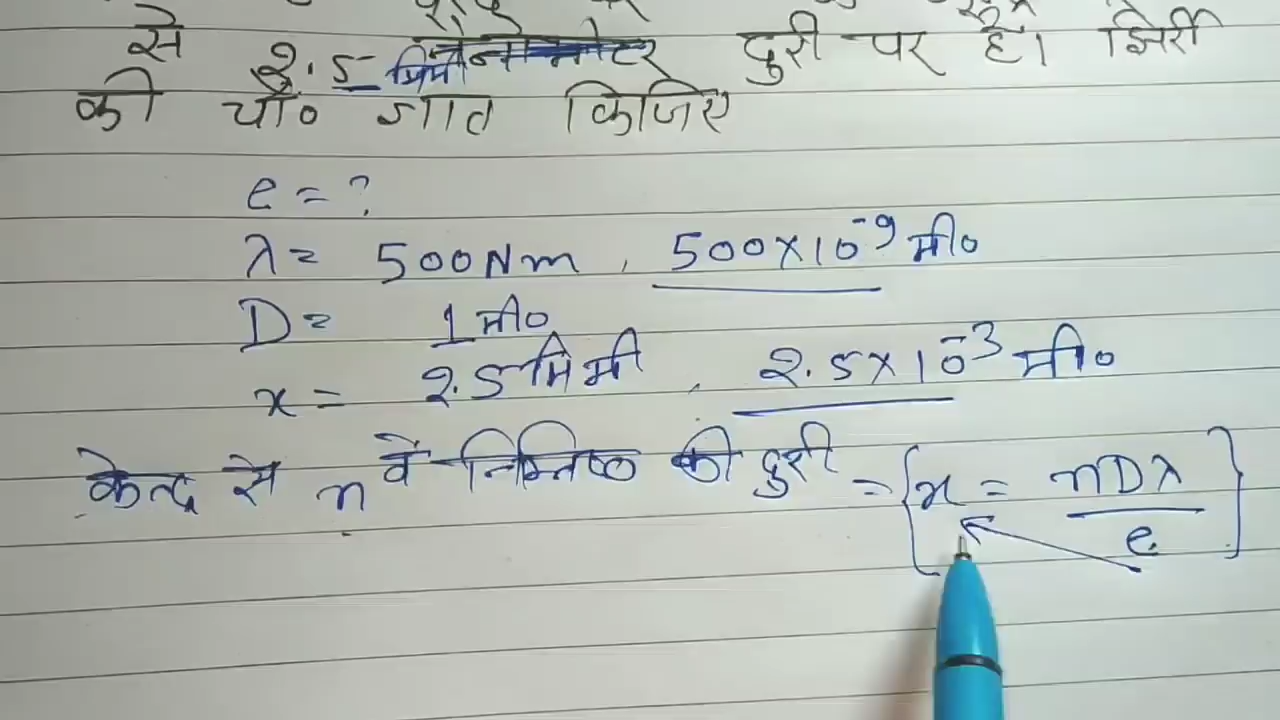 से 2.5 मिमी दुरी पर है। झिर्री
की चौ० ज्ञात किजिए
e = ?
λ = 500Nm, 500×10⁻⁹ मी०
D = 1 मी०
x = 2.5 मिमी, 2.5×10⁻³ मी०
केन्द्र से n वें निम्निष्ठ की दुरी = {x = nDλ/e}